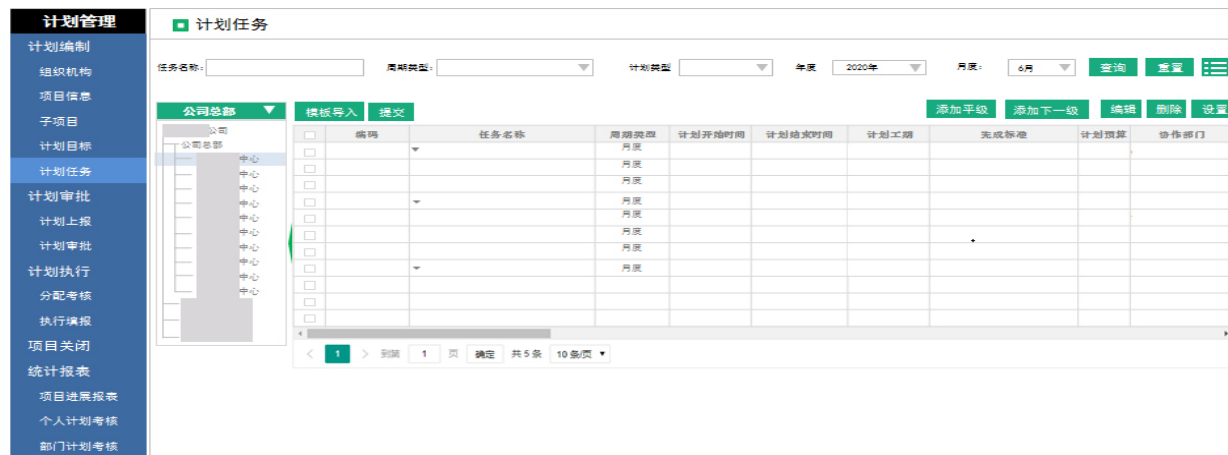 计划管理
计划编制
组织机构
项目信息
子项目
计划目标
计划任务
计划审批
计划上报
计划审批
计划执行
分配考核
执行填报
项目关闭
统计报表
项目进展报表
个人计划考核
部门计划考核
计划任务
任务名称: 周期类型: 计划类型 年度 2020年 月度: 6月 查询 重置
公司总部 模板导入 提交 添加平级 添加下一级 编辑 删除 设置
公司
公司总部
中心
中心
中心
中心
中心
中心
中心
中心
中心
中心
编码 任务名称 周期类型 计划开始时间 计划结束时间 计划工期 完成标准 计划预算 协作部门
月度
月度
月度
月度
月度
月度
月度
月度
< 1 > 到第 1 页 确定 共5条 10条/页